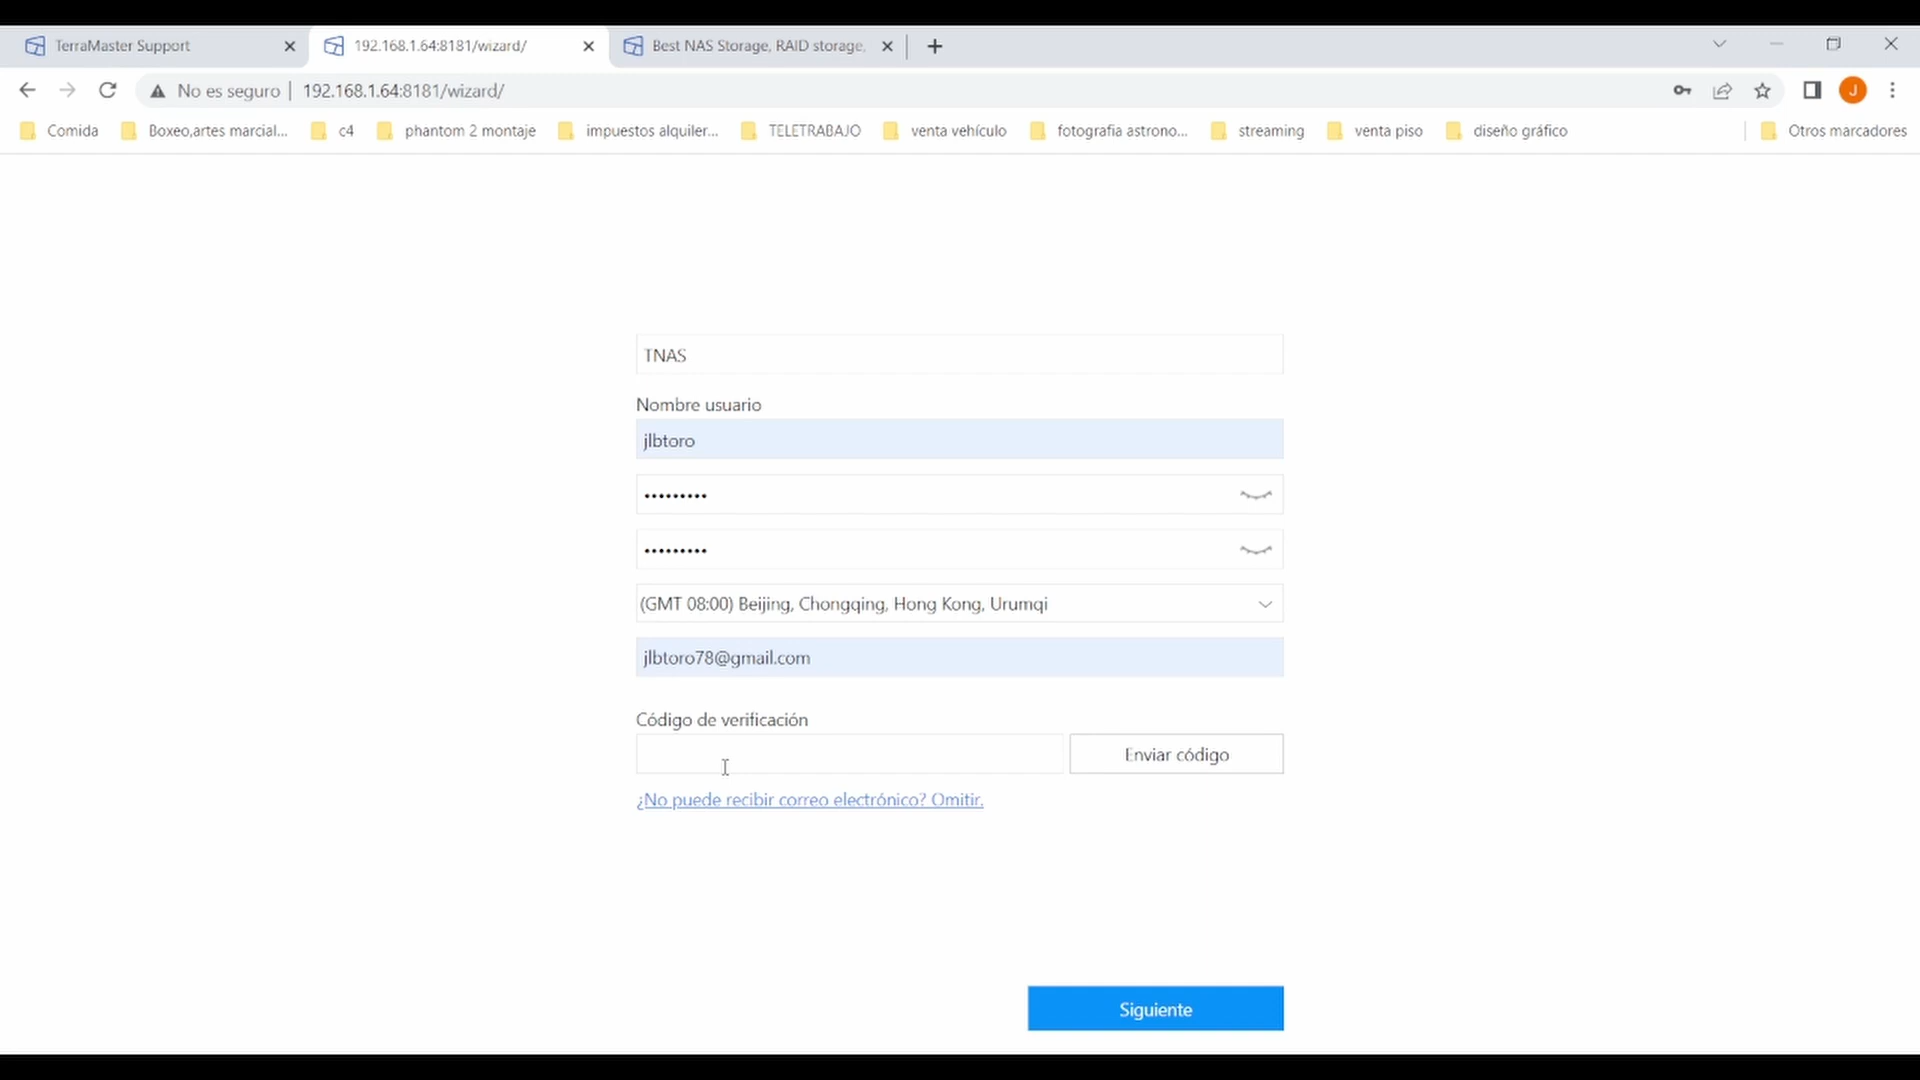 TerraMaster Support
192.168.1.64:8181/wizard/
Best NAS Storage, RAID storage,
No es seguro | 192.168.1.64:8181/wizard/
J
Comida
Boxeo,artes marcial...
c4
phantom 2 montaje
impuestos alquiler...
TELETRABAJO
venta vehículo
fotografia astrono...
streaming
venta piso
diseño gráfico
Otros marcadores
TNAS
Nombre usuario
jlbtoro
•••••••••
•••••••••
(GMT 08:00) Beijing, Chongqing, Hong Kong, Urumqi
jlbtoro78@gmail.com
Código de verificación
Enviar código
¿No puede recibir correo electrónico? Omitir.
Siguiente